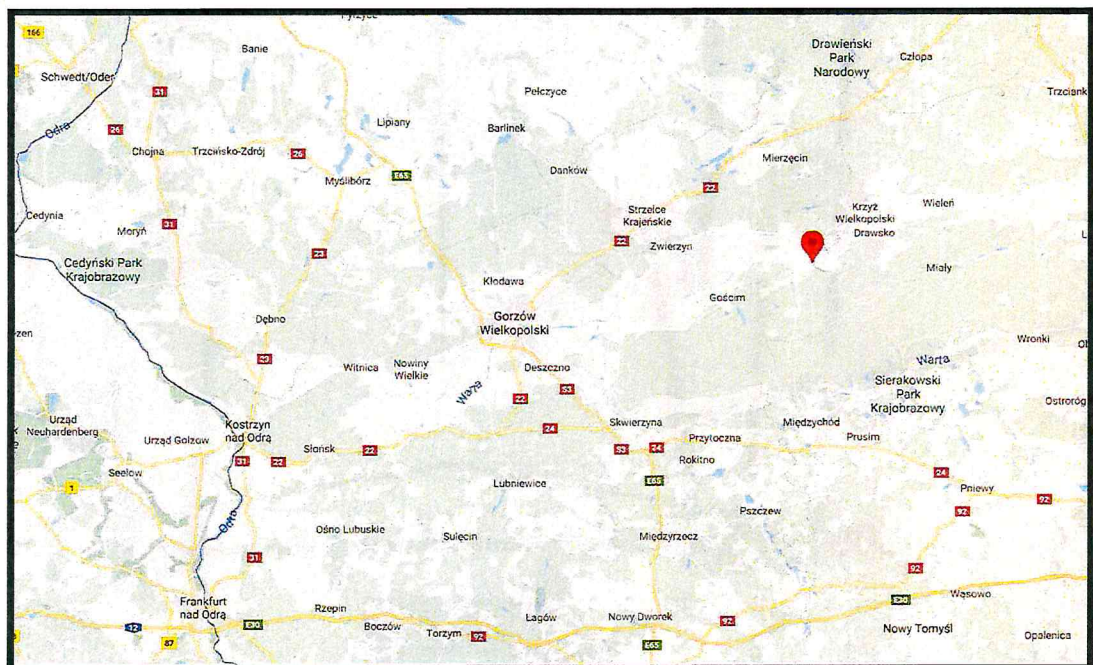 166
Banie
Drawieński
Park
Narodowy
Człopa
Schwedt/Oder
Trzciank
31
Pełczyce
Odra
26
Lipiany
Barlinek
Chojna
Trzcińsko-Zdrój
26
Mierzęcin
Myślibórz
E65
Danków
22
Cedynia
Moryń
31
Strzelce
Krajeńskie
Krzyż
Wielkopolski
Drawsko
Wieleń
22
Zwierzyn
23
Cedyński Park
Krajobrazowy
Kłodawa
Miały
Gościm
Dębno
Gorzów
Wielkopolski
23
Wronki
Witnica
Nowiny
Wielkie
Deszczno
Warta
Sierakowski
Park
Krajobrazowy
S3
22
Ostroróg
Urząd
Neuhardenberg
Kostrzyn
nad Odrą
Urząd Golzow
Skwierzyna
Międzychód
24
Przytoczna
Prusim
Słońsk
22
S3
24
31
22
Rokitno
Seelow
24
1
Lubniewice
E65
Pniewy
92
92
Pszczew
Odra
Ośno Lubuskie
Sulęcin
Międzyrzecz
31
92
Frankfurt
nad Odrą
Rzepin
E30
Wąsowo
12
E30
Boczów
Torzym
92
Łagów
Nowy Dworek
92
Nowy Tomyśl
Opalenica
87
E65